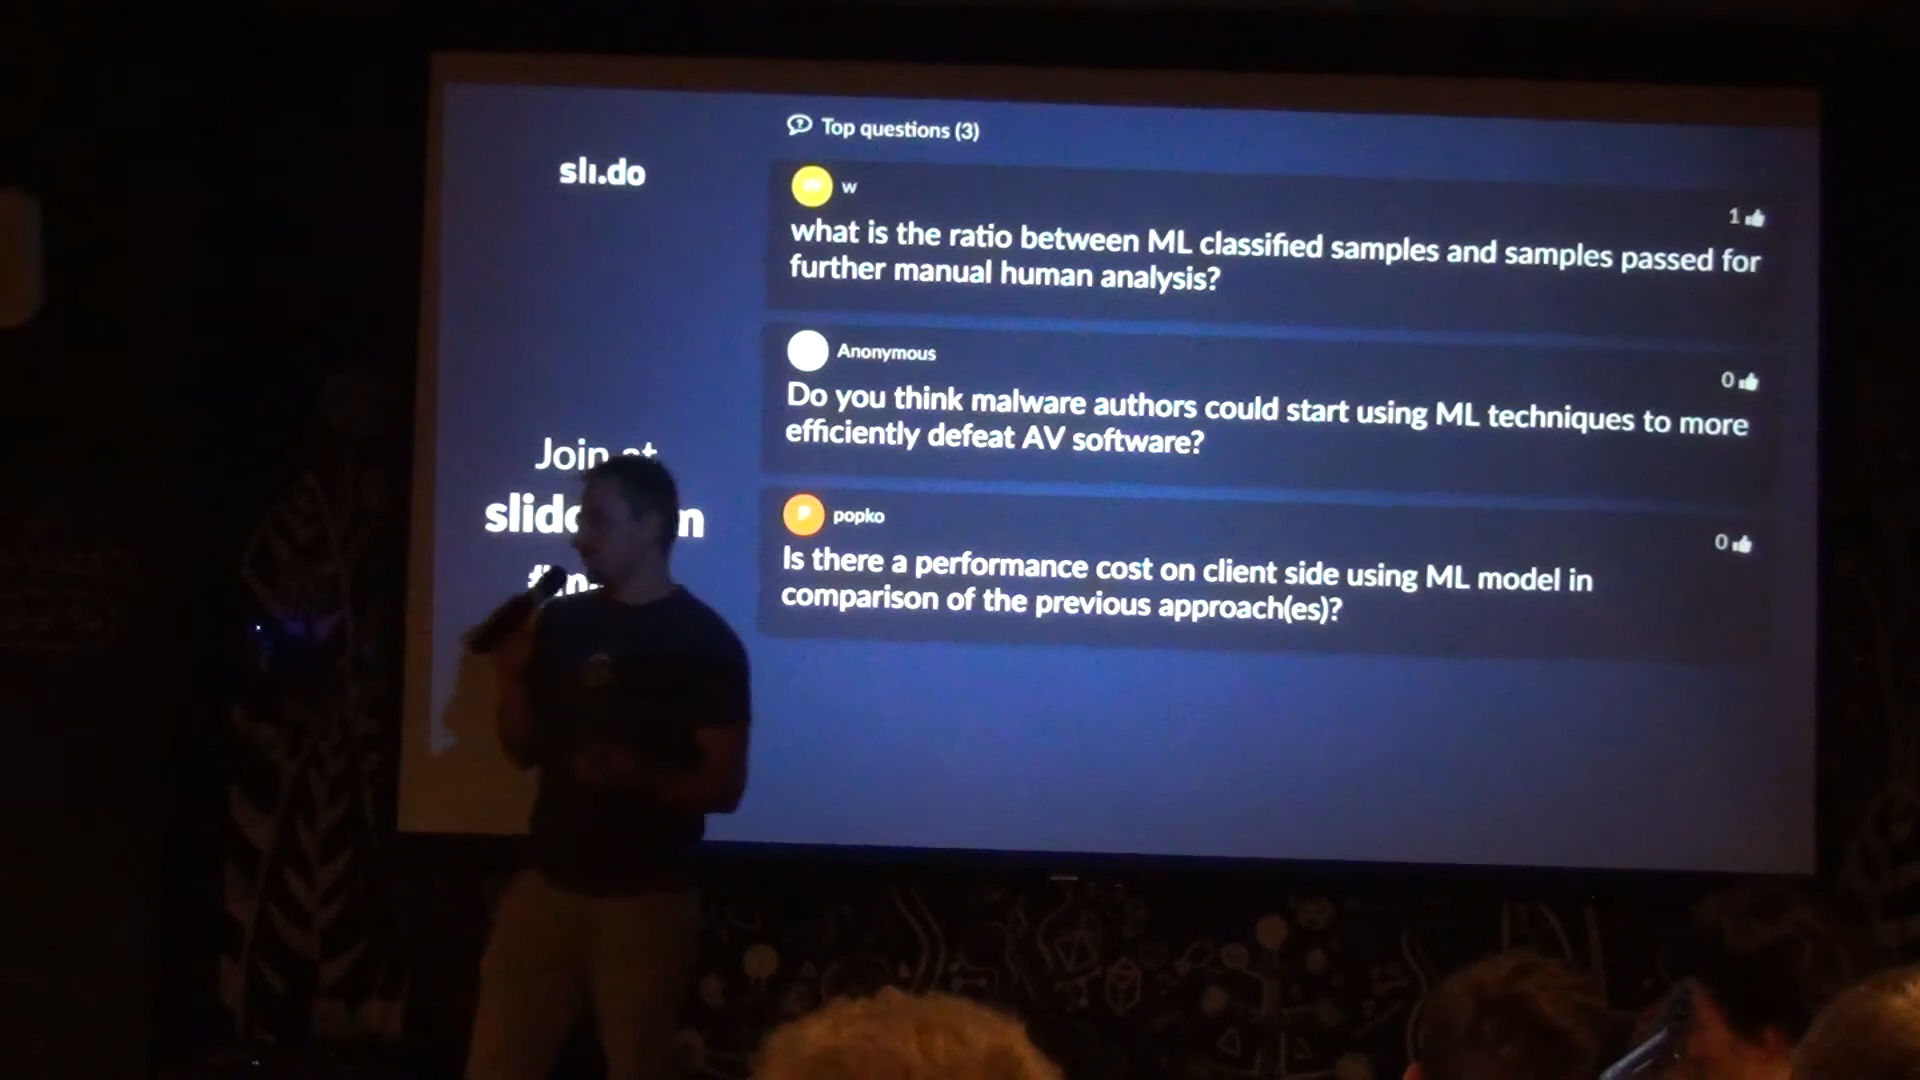 sli.do
Join at
Top questions (3)
w
1
what is the ratio between ML classified samples and samples passed for
further manual human analysis?
Anonymous
0
Do you think malware authors could start using ML techniques to more
efficiently defeat AV software?
P
popko
0
Is there a performance cost on client side using ML model in
comparison of the previous approach(es)?